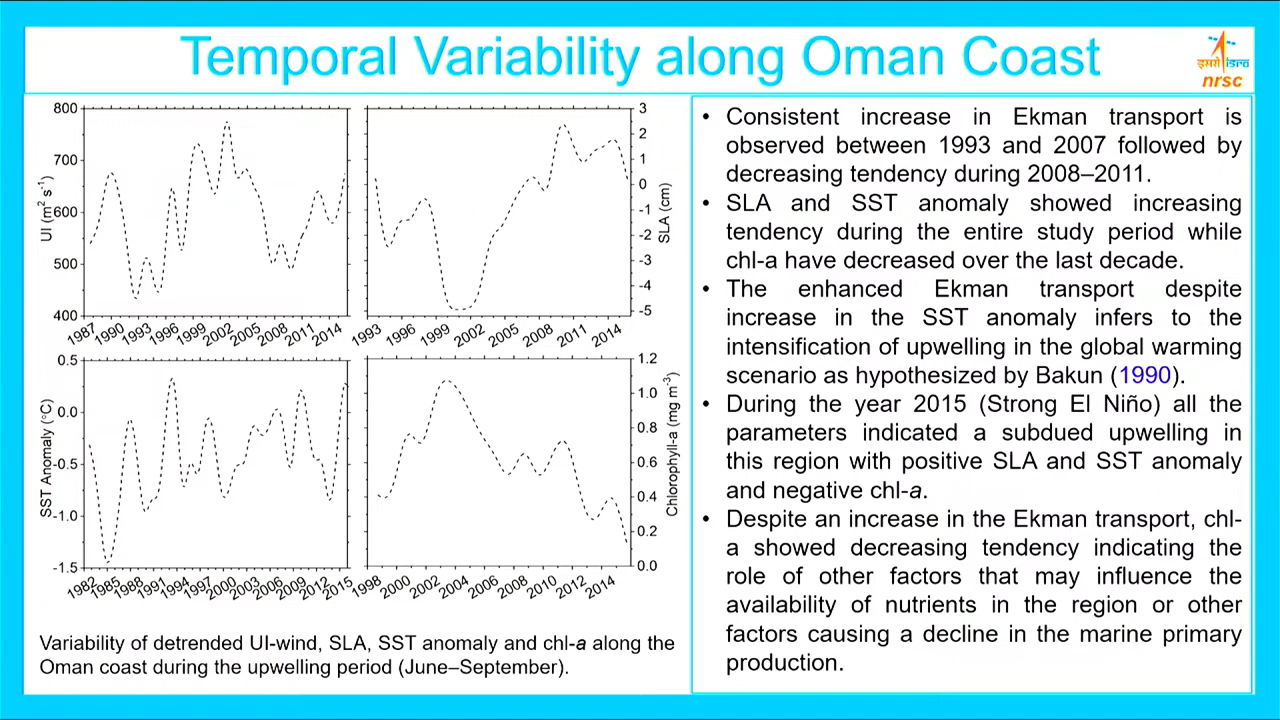 Temporal Variability along Oman Coast
इसरो isro
nrsc
800
700
600
500
400
UI (m² s⁻¹)
1987 1990 1993 1996 1999 2002 2005 2008 2011 2014
3
2
1
0
-1
-2
-3
-4
-5
SLA (cm)
1993 1996 1999 2002 2005 2008 2011 2014
0.5
0.0
-0.5
-1.0
-1.5
SST Anomaly (°C)
1982 1985 1988 1991 1994 1997 2000 2003 2006 2009 2012 2015
1.2
1.0
0.8
0.6
0.4
0.2
0.0
Chlorophyll-a (mg m⁻³)
1998 2000 2002 2004 2006 2008 2010 2012 2014
Variability of detrended UI-wind, SLA, SST anomaly and chl-a along the
Oman coast during the upwelling period (June–September).
• Consistent increase in Ekman transport is
observed between 1993 and 2007 followed by
decreasing tendency during 2008–2011.
• SLA and SST anomaly showed increasing
tendency during the entire study period while
chl-a have decreased over the last decade.
• The enhanced Ekman transport despite
increase in the SST anomaly infers to the
intensification of upwelling in the global warming
scenario as hypothesized by Bakun (1990).
• During the year 2015 (Strong El Niño) all the
parameters indicated a subdued upwelling in
this region with positive SLA and SST anomaly
and negative chl-a.
• Despite an increase in the Ekman transport, chl-
a showed decreasing tendency indicating the
role of other factors that may influence the
availability of nutrients in the region or other
factors causing a decline in the marine primary
production.